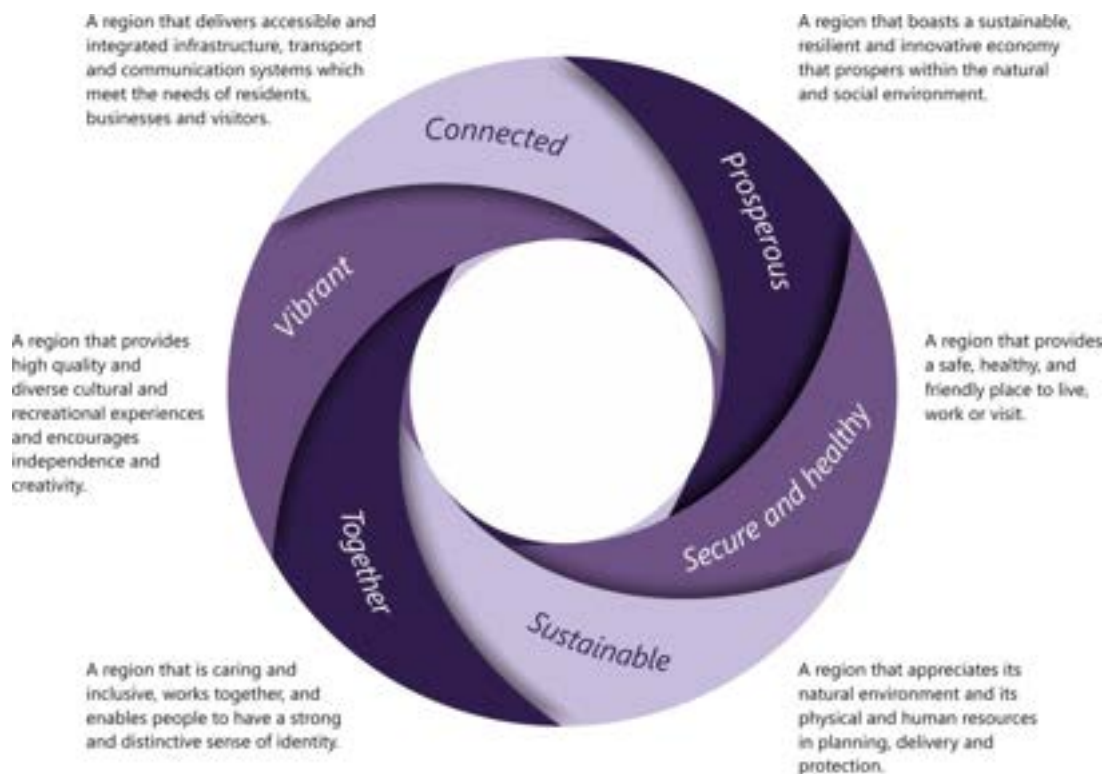 A region that delivers accessible and
integrated infrastructure, transport
and communication systems which
meet the needs of residents,
businesses and visitors.
Connected
A region that boasts a sustainable,
resilient and innovative economy
that prospers within the natural
and social environment.
Prosperous
A region that provides
a safe, healthy, and
friendly place to live,
work or visit.
Secure and healthy
A region that appreciates its
natural environment and its
physical and human resources
in planning, delivery and
protection.
Sustainable
A region that is caring and
inclusive, works together, and
enables people to have a strong
and distinctive sense of identity.
Together
A region that provides
high quality and
diverse cultural and
recreational experiences
and encourages
independence and
creativity.
Vibrant